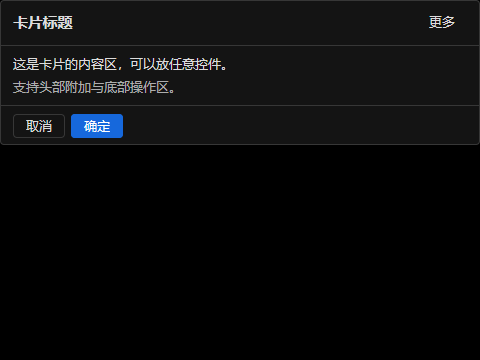 卡片标题
更多
这是卡片的内容区，可以放任意控件。
支持头部附加与底部操作区。
取消
确定